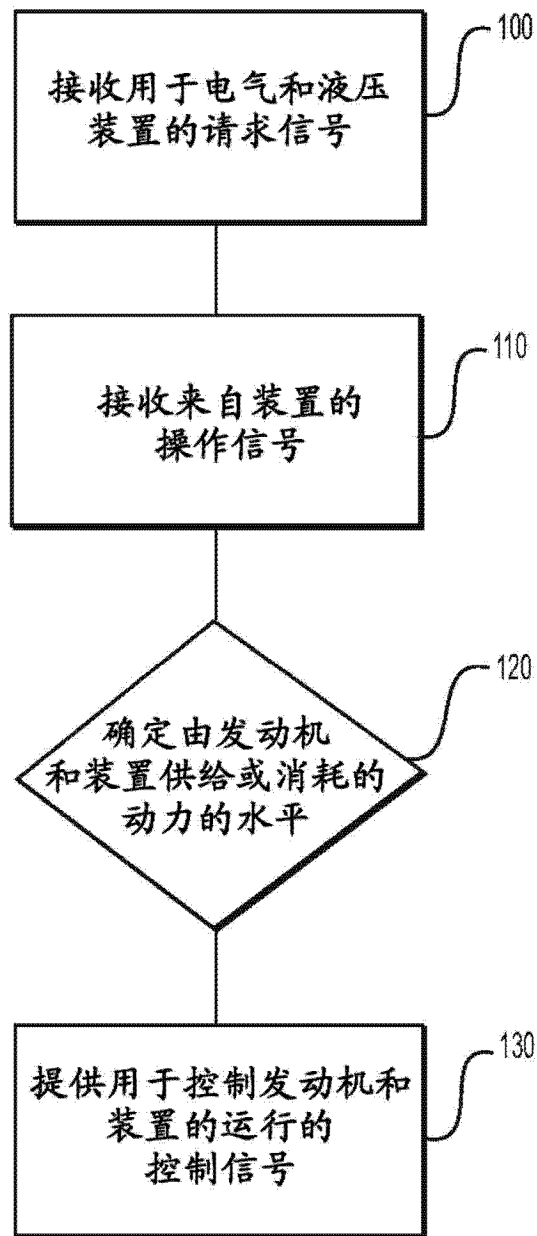 100
接收用于电气和液压
装置的请求信号
110
接收来自装置的
操作信号
120
确定由发动机
和装置供给或消耗的
动力的水平
130
提供用于控制发动机和
装置的运行的
控制信号